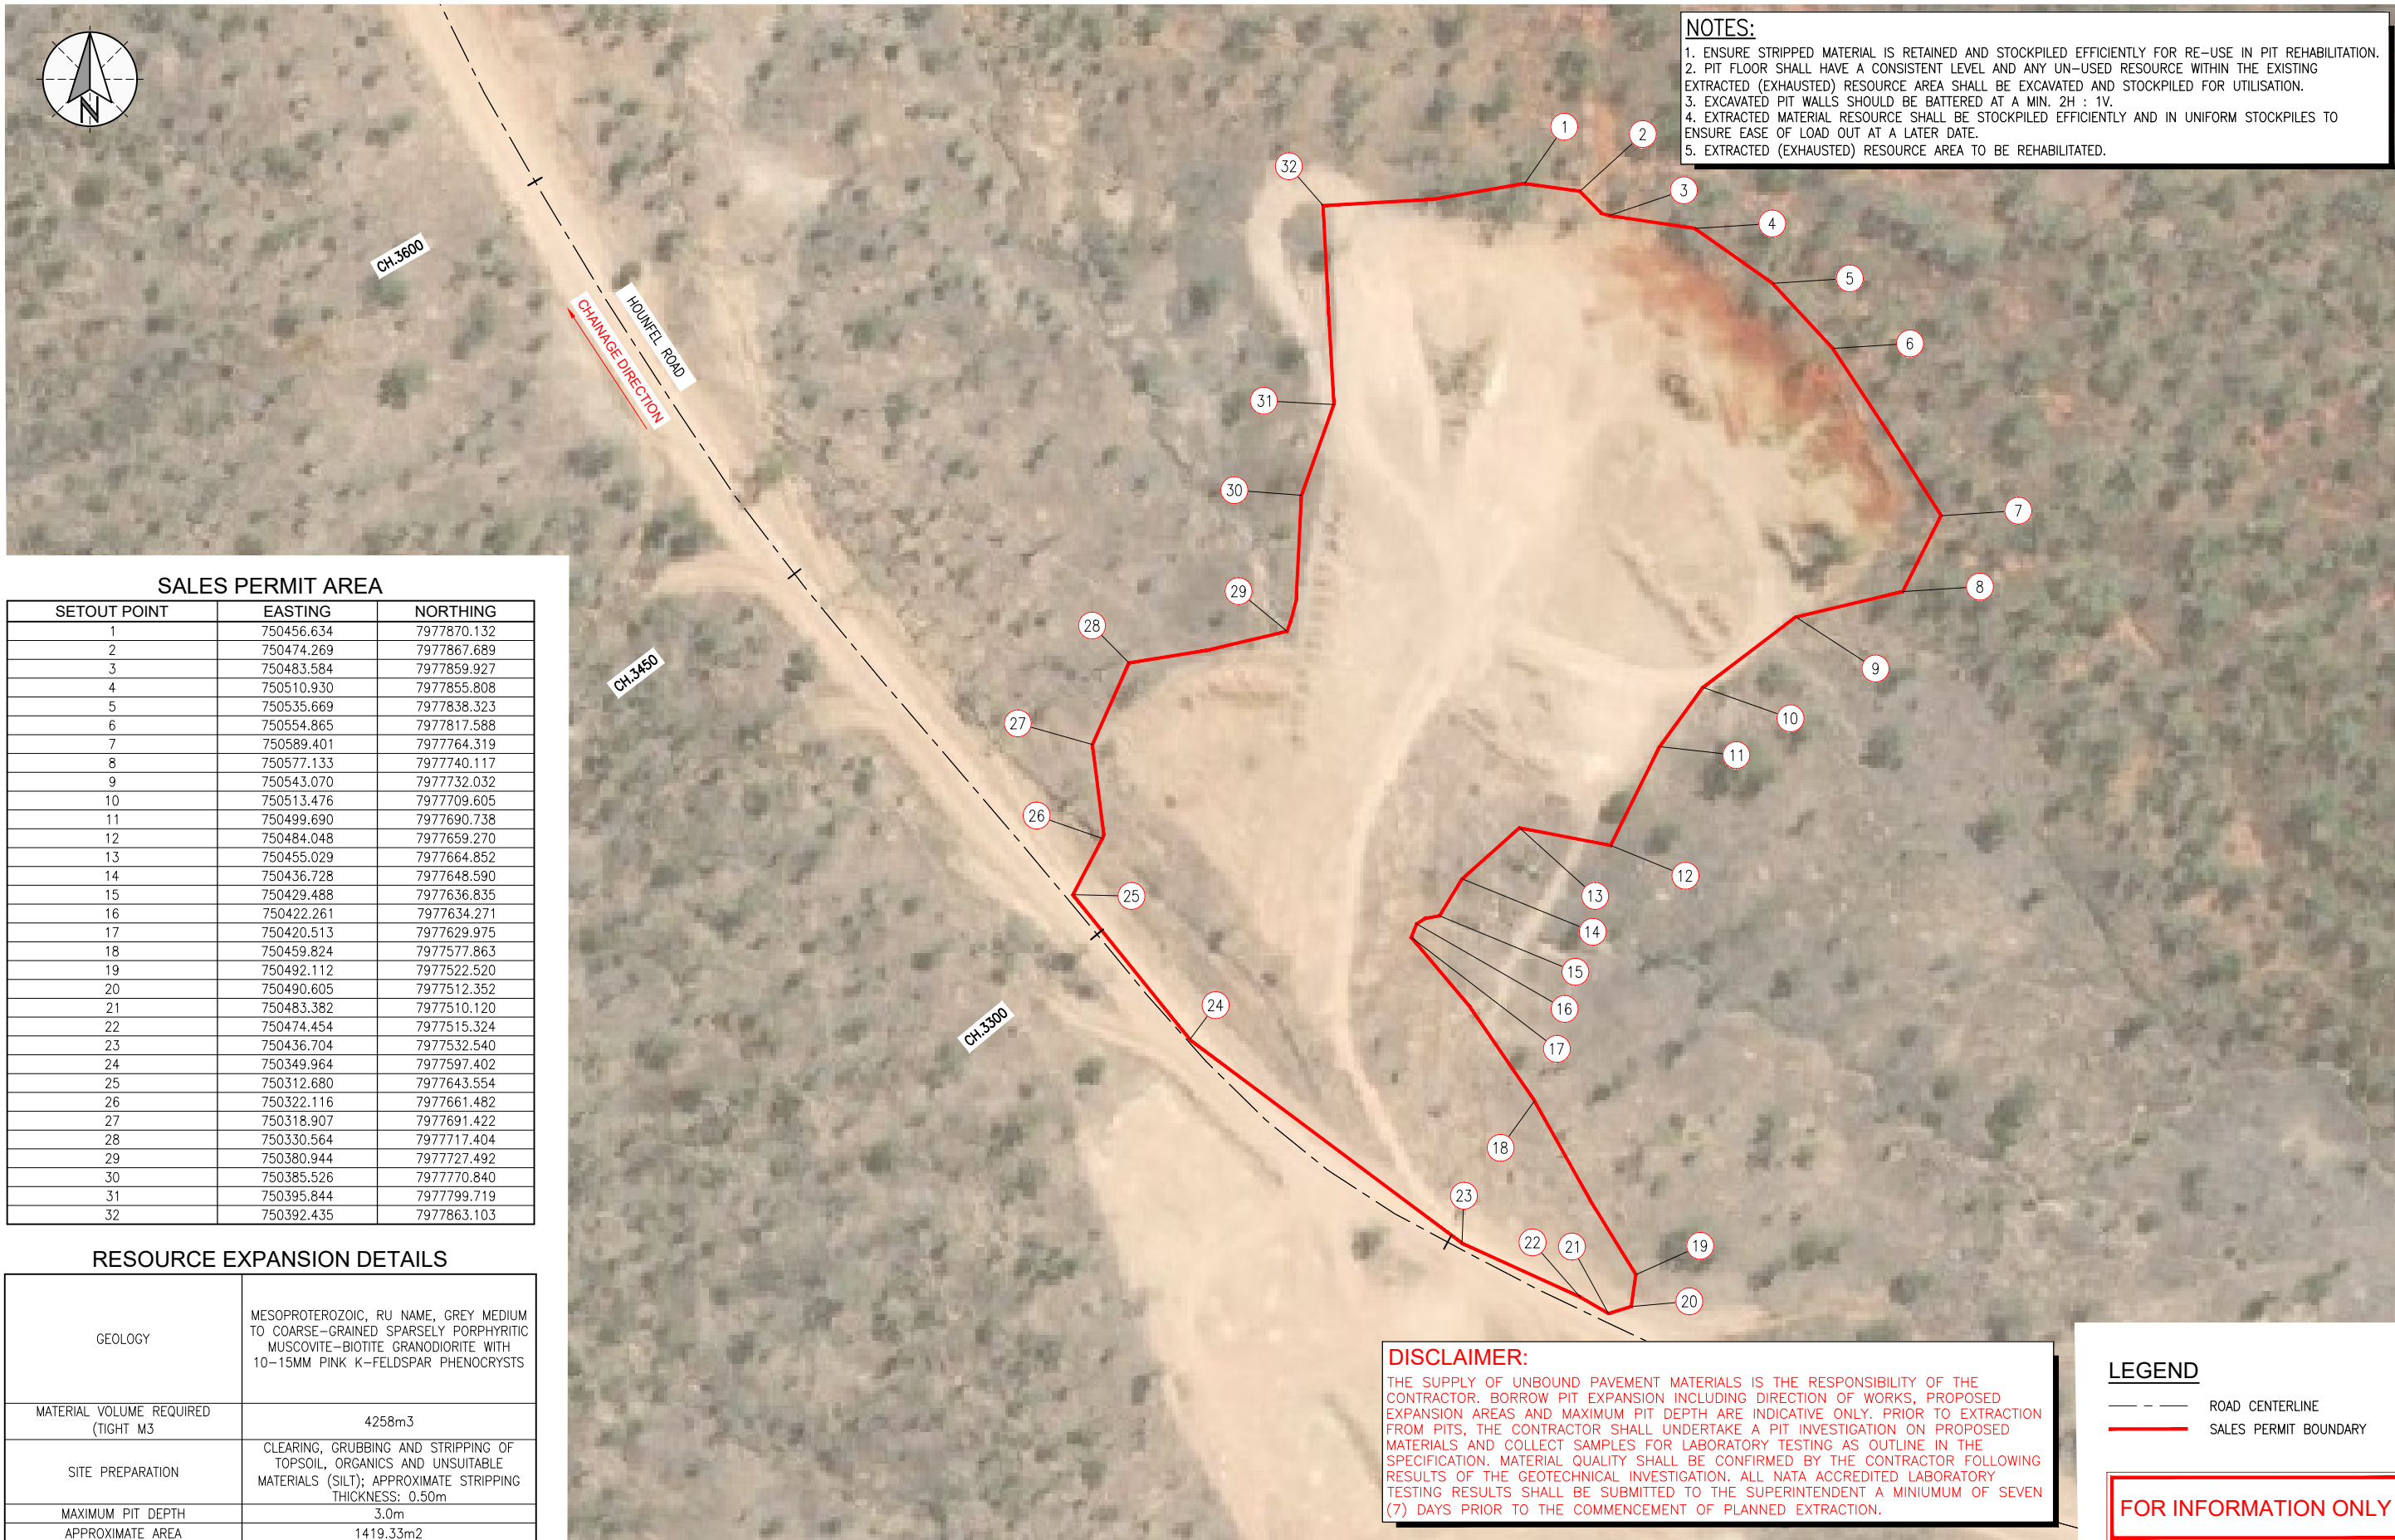 N
NOTES:
1. ENSURE STRIPPED MATERIAL IS RETAINED AND STOCKPILED EFFICIENTLY FOR RE-USE IN PIT REHABILITATION.
2. PIT FLOOR SHALL HAVE A CONSISTENT LEVEL AND ANY UN-USED RESOURCE WITHIN THE EXISTING
EXTRACTED (EXHAUSTED) RESOURCE AREA SHALL BE EXCAVATED AND STOCKPILED FOR UTILISATION.
3. EXCAVATED PIT WALLS SHOULD BE BATTERED AT A MIN. 2H : 1V.
4. EXTRACTED MATERIAL RESOURCE SHALL BE STOCKPILED EFFICIENTLY AND IN UNIFORM STOCKPILES TO
ENSURE EASE OF LOAD OUT AT A LATER DATE.
5. EXTRACTED (EXHAUSTED) RESOURCE AREA TO BE REHABILITATED.
1
2
32
3
4
5
6
31
30
7
29
8
28
9
27
10
11
26
12
25
13
14
15
24
16
17
18
23
22
21
19
20
CH.3600
HOUNFEL ROAD
CHAINAGE DIRECTION
CH.3450
CH.3300
SALES PERMIT AREA
SETOUT POINT EASTING NORTHING
1 750456.634 7977870.132
2 750474.269 7977867.689
3 750483.584 7977859.927
4 750510.930 7977855.808
5 750535.669 7977838.323
6 750554.865 7977817.588
7 750589.401 7977764.319
8 750577.133 7977740.117
9 750543.070 7977732.032
10 750513.476 7977709.605
11 750499.690 7977690.738
12 750484.048 7977659.270
13 750455.029 7977664.852
14 750436.728 7977648.590
15 750429.488 7977636.835
16 750422.261 7977634.271
17 750420.513 7977629.975
18 750459.824 7977577.863
19 750492.112 7977522.520
20 750490.605 7977512.352
21 750483.382 7977510.120
22 750474.454 7977515.324
23 750436.704 7977532.540
24 750349.964 7977597.402
25 750312.680 7977643.554
26 750322.116 7977661.482
27 750318.907 7977691.422
28 750330.564 7977717.404
29 750380.944 7977727.492
30 750385.526 7977770.840
31 750395.844 7977799.719
32 750392.435 7977863.103
RESOURCE EXPANSION DETAILS
GEOLOGY
MESOPROTEROZOIC, RU NAME, GREY MEDIUM
TO COARSE-GRAINED SPARSELY PORPHYRITIC
MUSCOVITE-BIOTITE GRANODIORITE WITH
10-15MM PINK K-FELDSPAR PHENOCRYSTS
MATERIAL VOLUME REQUIRED
(TIGHT M3
4258m3
SITE PREPARATION
CLEARING, GRUBBING AND STRIPPING OF
TOPSOIL, ORGANICS AND UNSUITABLE
MATERIALS (SILT); APPROXIMATE STRIPPING
THICKNESS: 0.50m
MAXIMUM PIT DEPTH 3.0m
APPROXIMATE AREA 1419.33m2
DISCLAIMER:
THE SUPPLY OF UNBOUND PAVEMENT MATERIALS IS THE RESPONSIBILITY OF THE
CONTRACTOR. BORROW PIT EXPANSION INCLUDING DIRECTION OF WORKS, PROPOSED
EXPANSION AREAS AND MAXIMUM PIT DEPTH ARE INDICATIVE ONLY. PRIOR TO EXTRACTION
FROM PITS, THE CONTRACTOR SHALL UNDERTAKE A PIT INVESTIGATION ON PROPOSED
MATERIALS AND COLLECT SAMPLES FOR LABORATORY TESTING AS OUTLINE IN THE
SPECIFICATION. MATERIAL QUALITY SHALL BE CONFIRMED BY THE CONTRACTOR FOLLOWING
RESULTS OF THE GEOTECHNICAL INVESTIGATION. ALL NATA ACCREDITED LABORATORY
TESTING RESULTS SHALL BE SUBMITTED TO THE SUPERINTENDENT A MINIUMUM OF SEVEN
(7) DAYS PRIOR TO THE COMMENCEMENT OF PLANNED EXTRACTION.
LEGEND
ROAD CENTERLINE
SALES PERMIT BOUNDARY
FOR INFORMATION ONLY